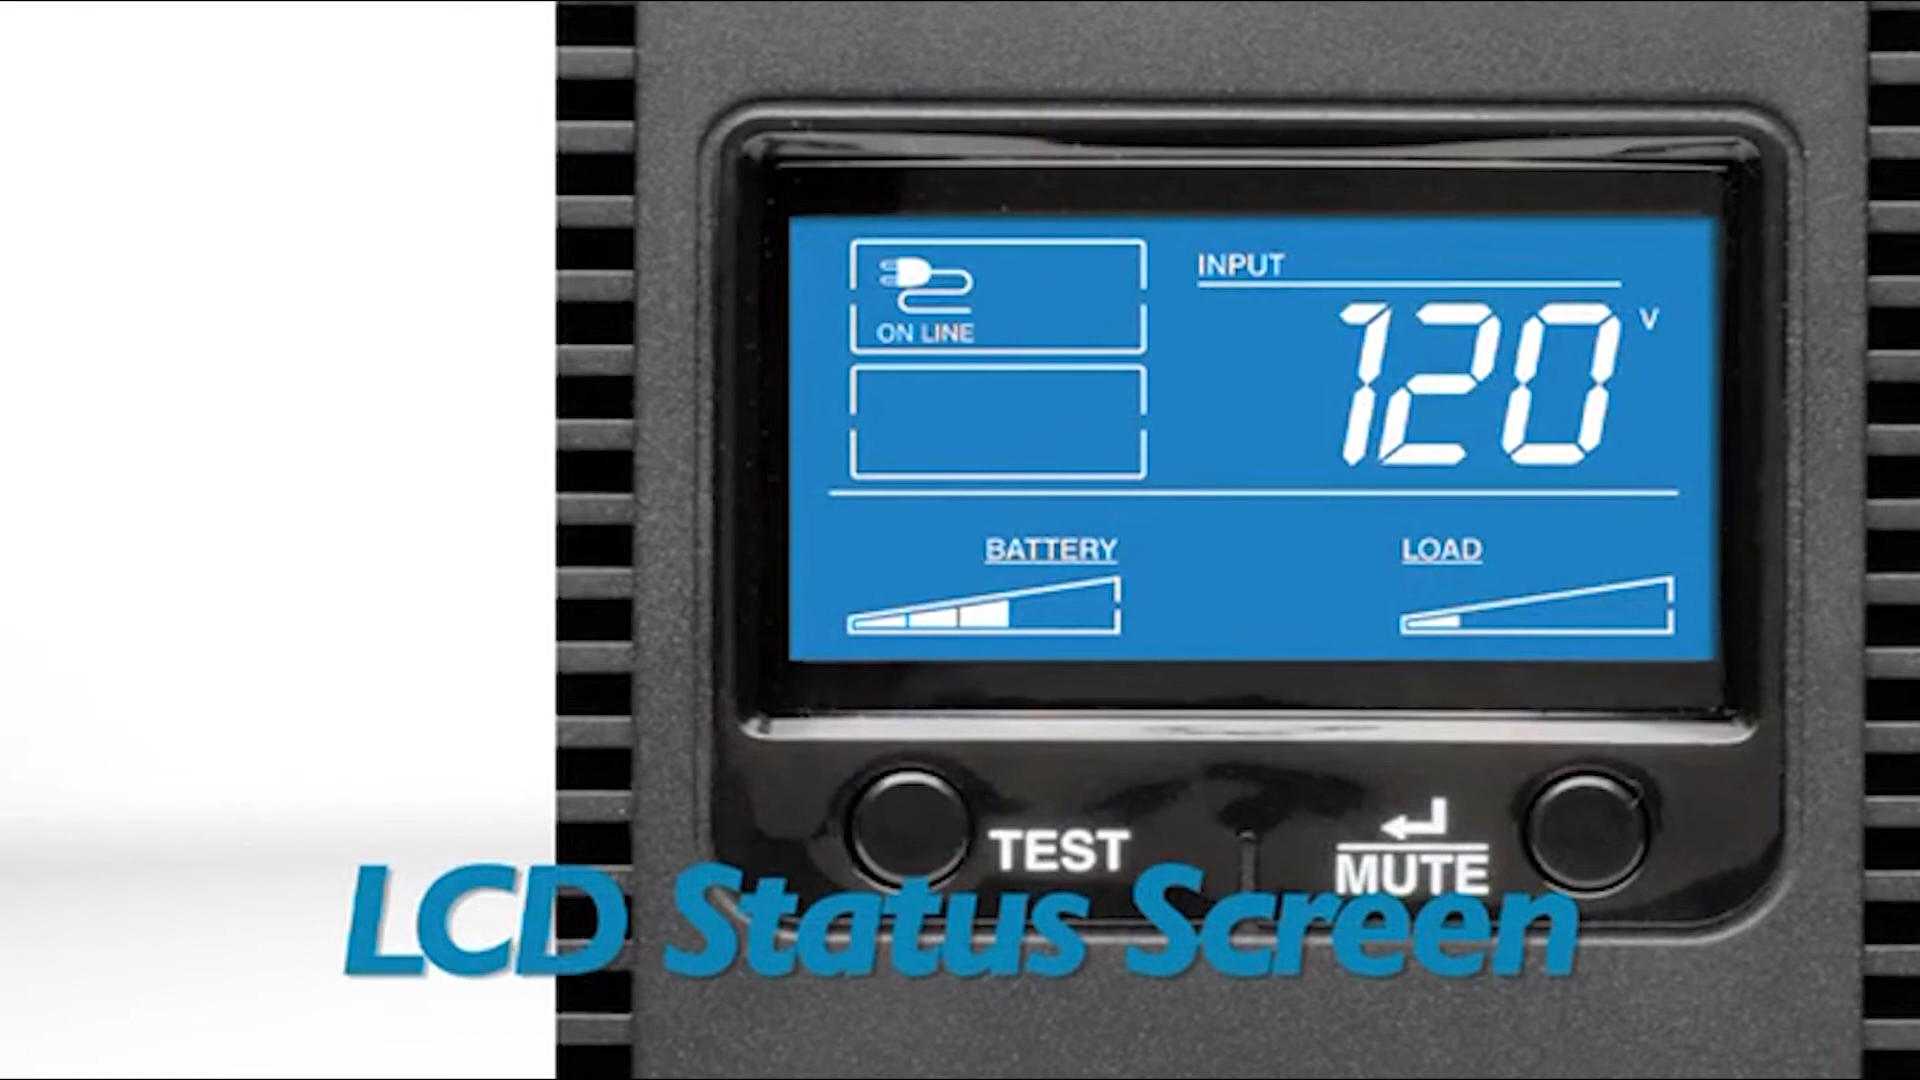 INPUT
120 V
ON LINE
BATTERY
LOAD
TEST
MUTE
LCD Status Screen